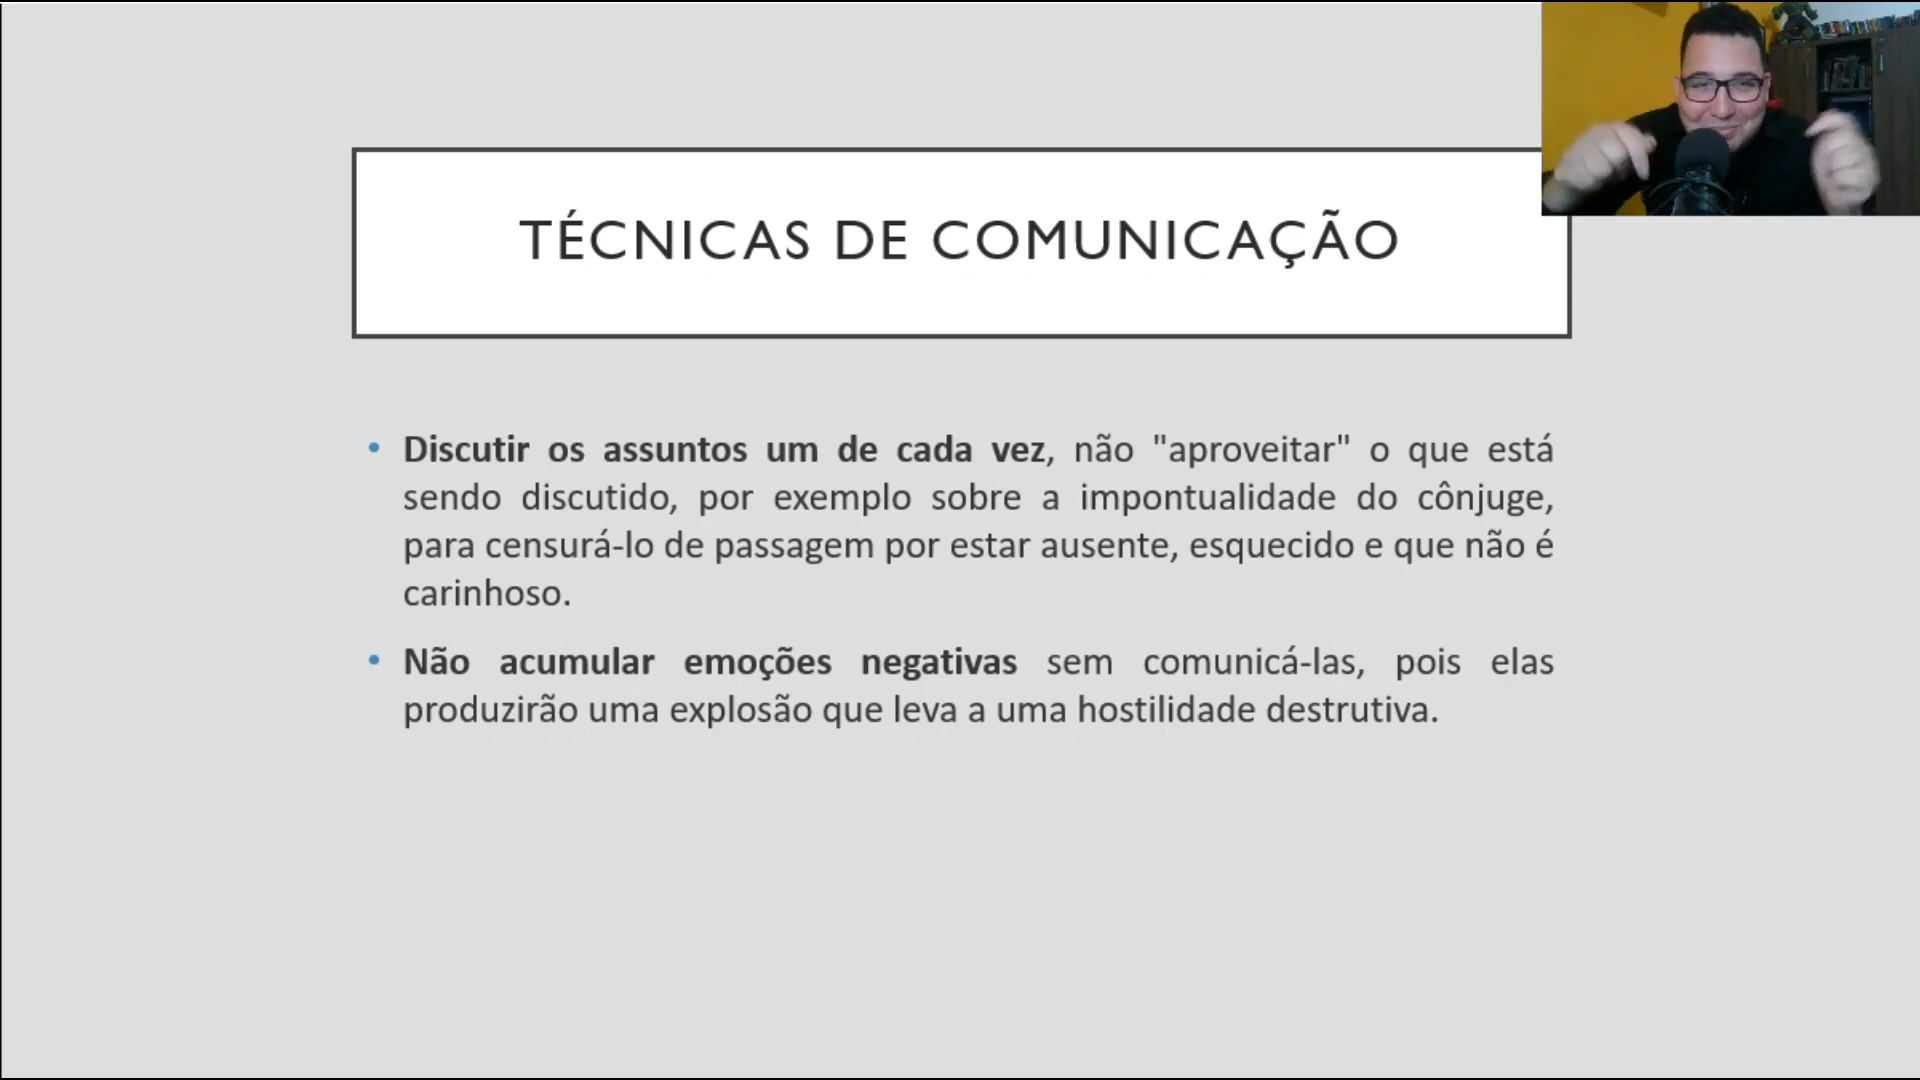 TÉCNICAS DE COMUNICAÇÃO
• Discutir os assuntos um de cada vez, não "aproveitar" o que está
sendo discutido, por exemplo sobre a impontualidade do cônjuge,
para censurá-lo de passagem por estar ausente, esquecido e que não é
carinhoso.
• Não acumular emoções negativas sem comunicá-las, pois elas
produzirão uma explosão que leva a uma hostilidade destrutiva.